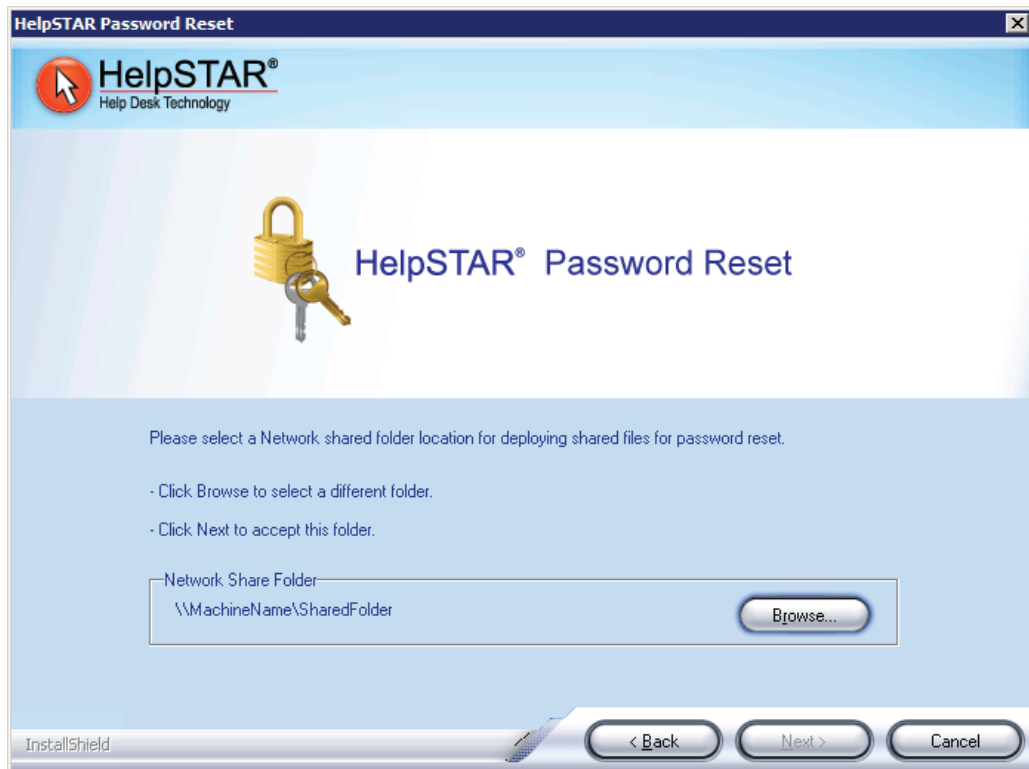 HelpSTAR Password Reset
HelpSTAR®
Help Desk Technology
HelpSTAR® Password Reset
Please select a Network shared folder location for deploying shared files for password reset.
- Click Browse to select a different folder.
- Click Next to accept this folder.
Network Share Folder
\\MachineName\SharedFolder
Browse...
InstallShield
< Back
Next >
Cancel